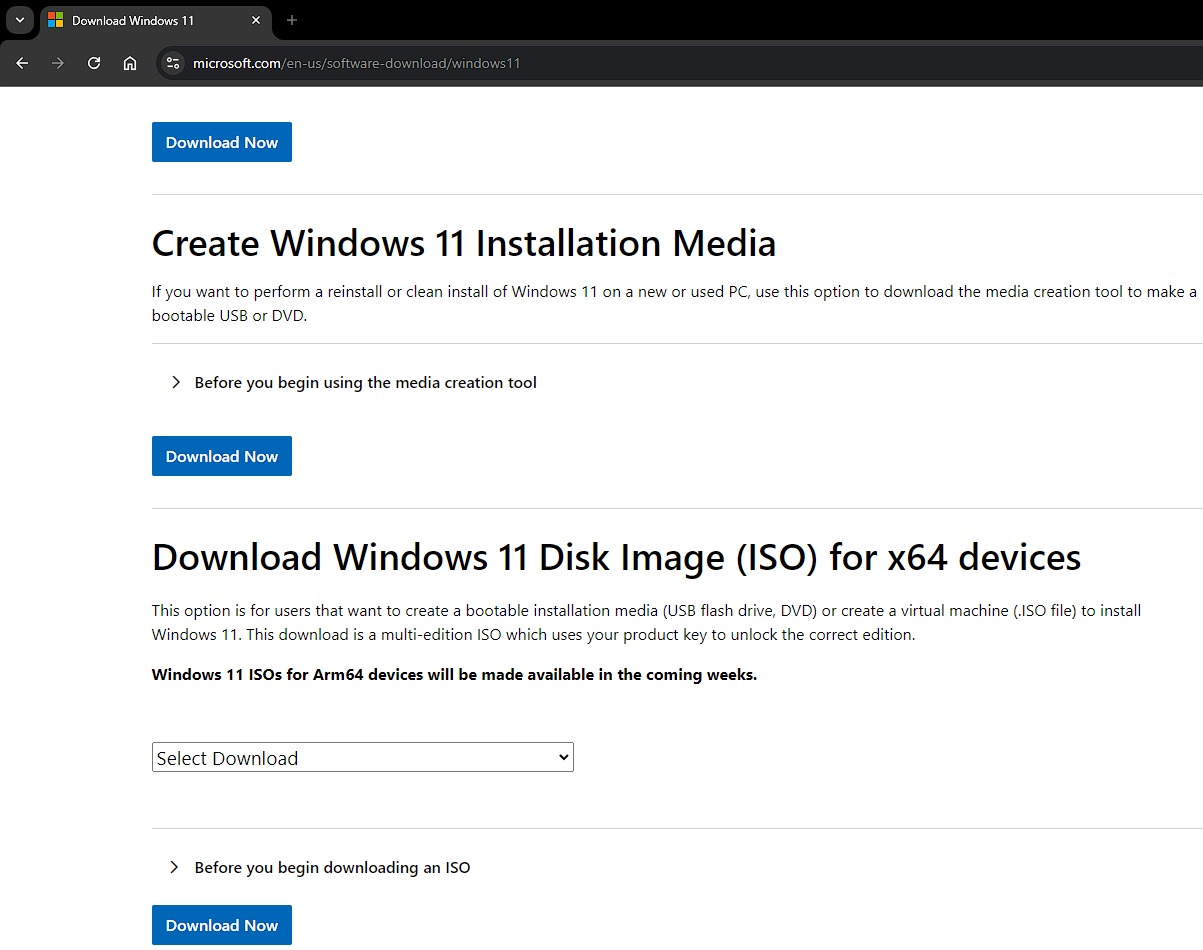 Download Windows 11
microsoft.com/en-us/software-download/windows11
Download Now
Create Windows 11 Installation Media
If you want to perform a reinstall or clean install of Windows 11 on a new or used PC, use this option to download the media creation tool to make a
bootable USB or DVD.
Before you begin using the media creation tool
Download Now
Download Windows 11 Disk Image (ISO) for x64 devices
This option is for users that want to create a bootable installation media (USB flash drive, DVD) or create a virtual machine (.ISO file) to install
Windows 11. This download is a multi-edition ISO which uses your product key to unlock the correct edition.
Windows 11 ISOs for Arm64 devices will be made available in the coming weeks.
Select Download
Before you begin downloading an ISO
Download Now